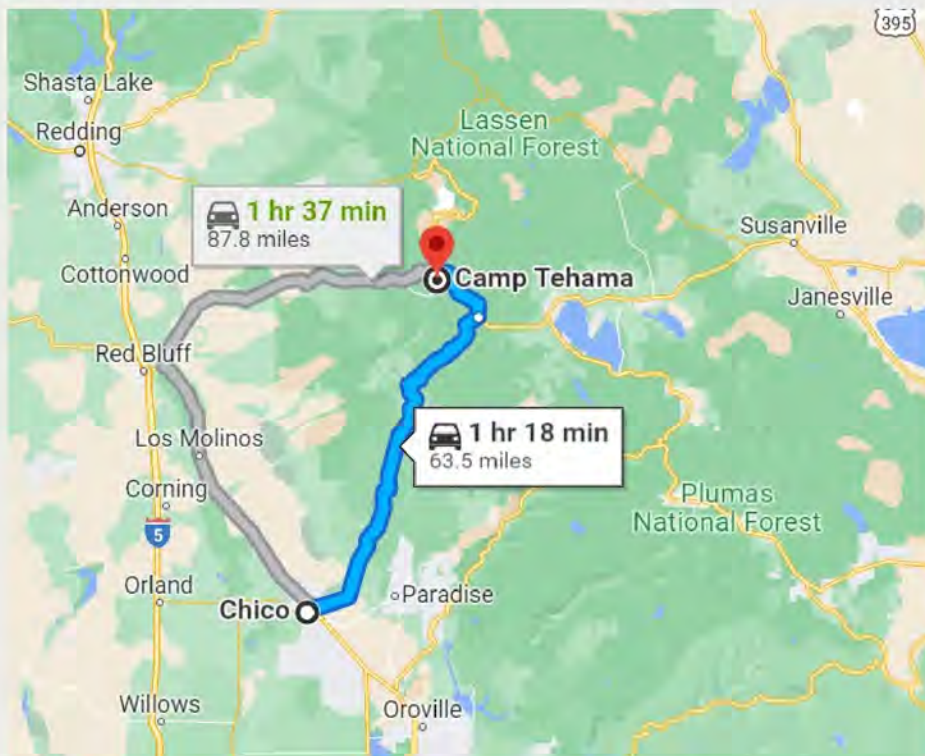 395
Shasta Lake
Redding
Lassen
National Forest
Anderson
1 hr 37 min
87.8 miles
Susanville
Cottonwood
Camp Tehama
Janesville
Red Bluff
Los Molinos
1 hr 18 min
63.5 miles
Corning
Plumas
National Forest
5
Orland
Paradise
Chico
Willows
Oroville